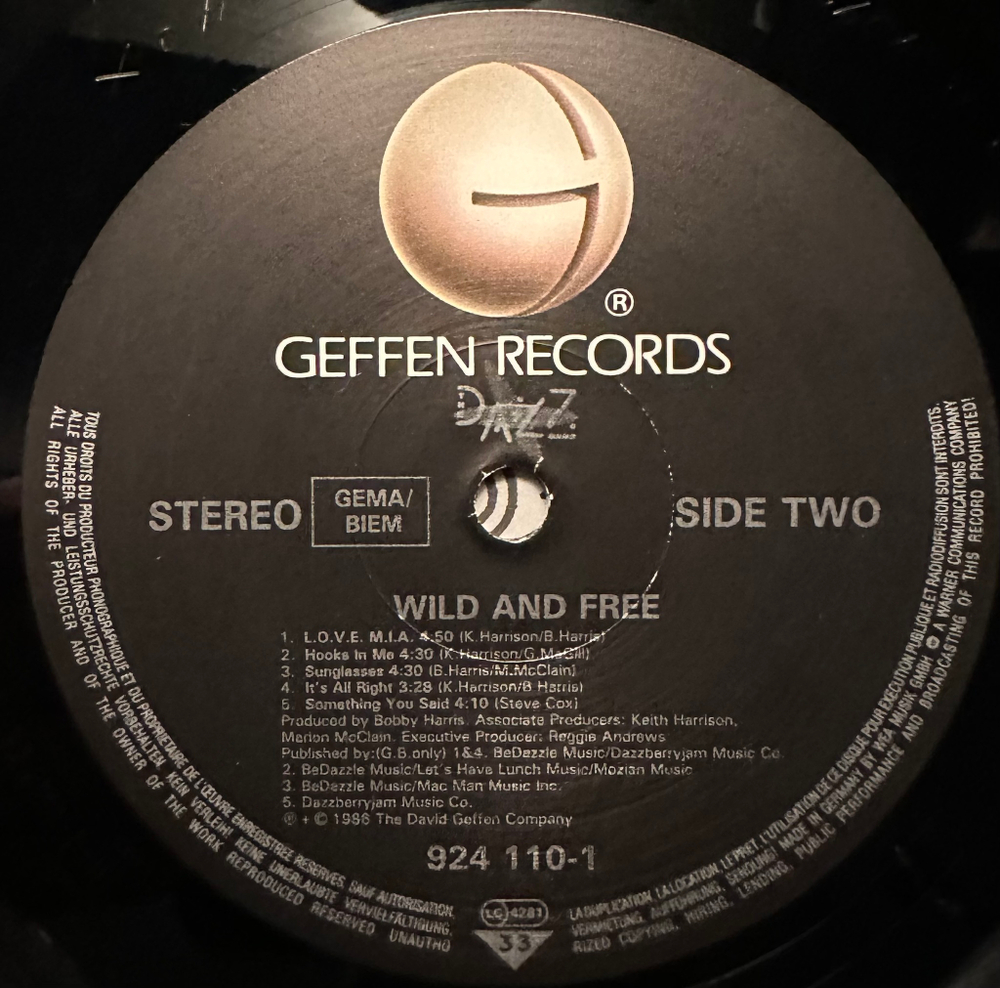 ®
GEFFEN RECORDS
THE DAZZ BAND
STEREO
GEMA/
BIEM
SIDE TWO
WILD AND FREE
1. L.O.V.E. M.I.A. 4:50 (K.Harrison/B.Harris)
2. Hooks In Me 4:30 (K.Harrison/G.McGill)
3. Sunglasses 4:30 (B.Harris/M.McClain)
4. It's All Right 3:28 (K.Harrison/B Harris)
5. Something You Said 4:10 (Steve Cox)
Produced by Bobby Harris. Associate Producers: Keith Harrison,
Marlon McClain. Executive Producer: Reggie Andrews
Published by:(G.B.only) 1&4. BeDazzle Music/Dazzberryjam Music Co.
2. BeDazzle Music/Let's Have Lunch Music/Mozian Music
3. BeDazzle Music/Mac Man Music Inc.
5. Dazzberryjam Music Co.
℗ + © 1986 The David Geffen Company
924 110-1
LC 4281
33
TOUS DROITS DU PRODUCTEUR PHONOGRAPHIQUE ET DU PROPRIETAIRE DE L'ŒUVRE ENREGISTREE RESERVES. SAUF AUTORISATION, LA DUPLICATION, LA LOCATION, LE PRET, L'UTILISATION DE CE DISQUE POUR EXECUTION PUBLIQUE ET RADIODIFFUSION SONT INTERDITS.
ALLE URHEBER- UND LEISTUNGSSCHUTZRECHTE VORBEHALTEN. KEIN VERLEIH! KEINE UNERLAUBTE VERVIELFÄLTIGUNG, VERMIETUNG, AUFFÜHRUNG, SENDUNG! MADE IN GERMANY BY WEA MUSIK GMBH A WARNER COMMUNICATIONS COMPANY
ALL RIGHTS OF THE PRODUCER AND OF THE OWNER OF THE WORK REPRODUCED RESERVED UNAUTHORIZED COPYING, HIRING, LENDING, PUBLIC PERFORMANCE AND BROADCASTING OF THIS RECORD PROHIBITED!